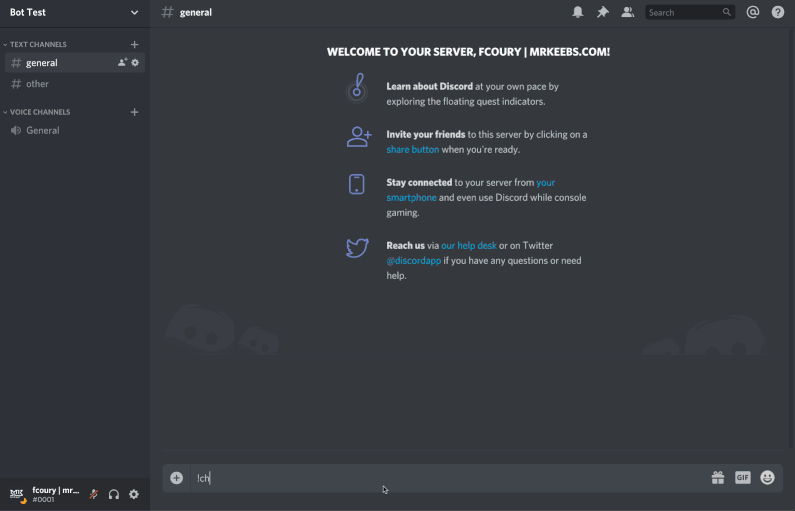 Bot Test
# general
Search
TEXT CHANNELS
# general
# other
VOICE CHANNELS
General
WELCOME TO YOUR SERVER, FCOURY | MRKEEBS.COM!
Learn about Discord at your own pace by
exploring the floating quest indicators.
Invite your friends to this server by clicking on a
share button when you're ready.
Stay connected to your server from your
smartphone and even use Discord while console
gaming.
Reach us via our help desk or on Twitter
@discordapp if you have any questions or need
help.
!ch
GIF
fcoury | mr...
#0001